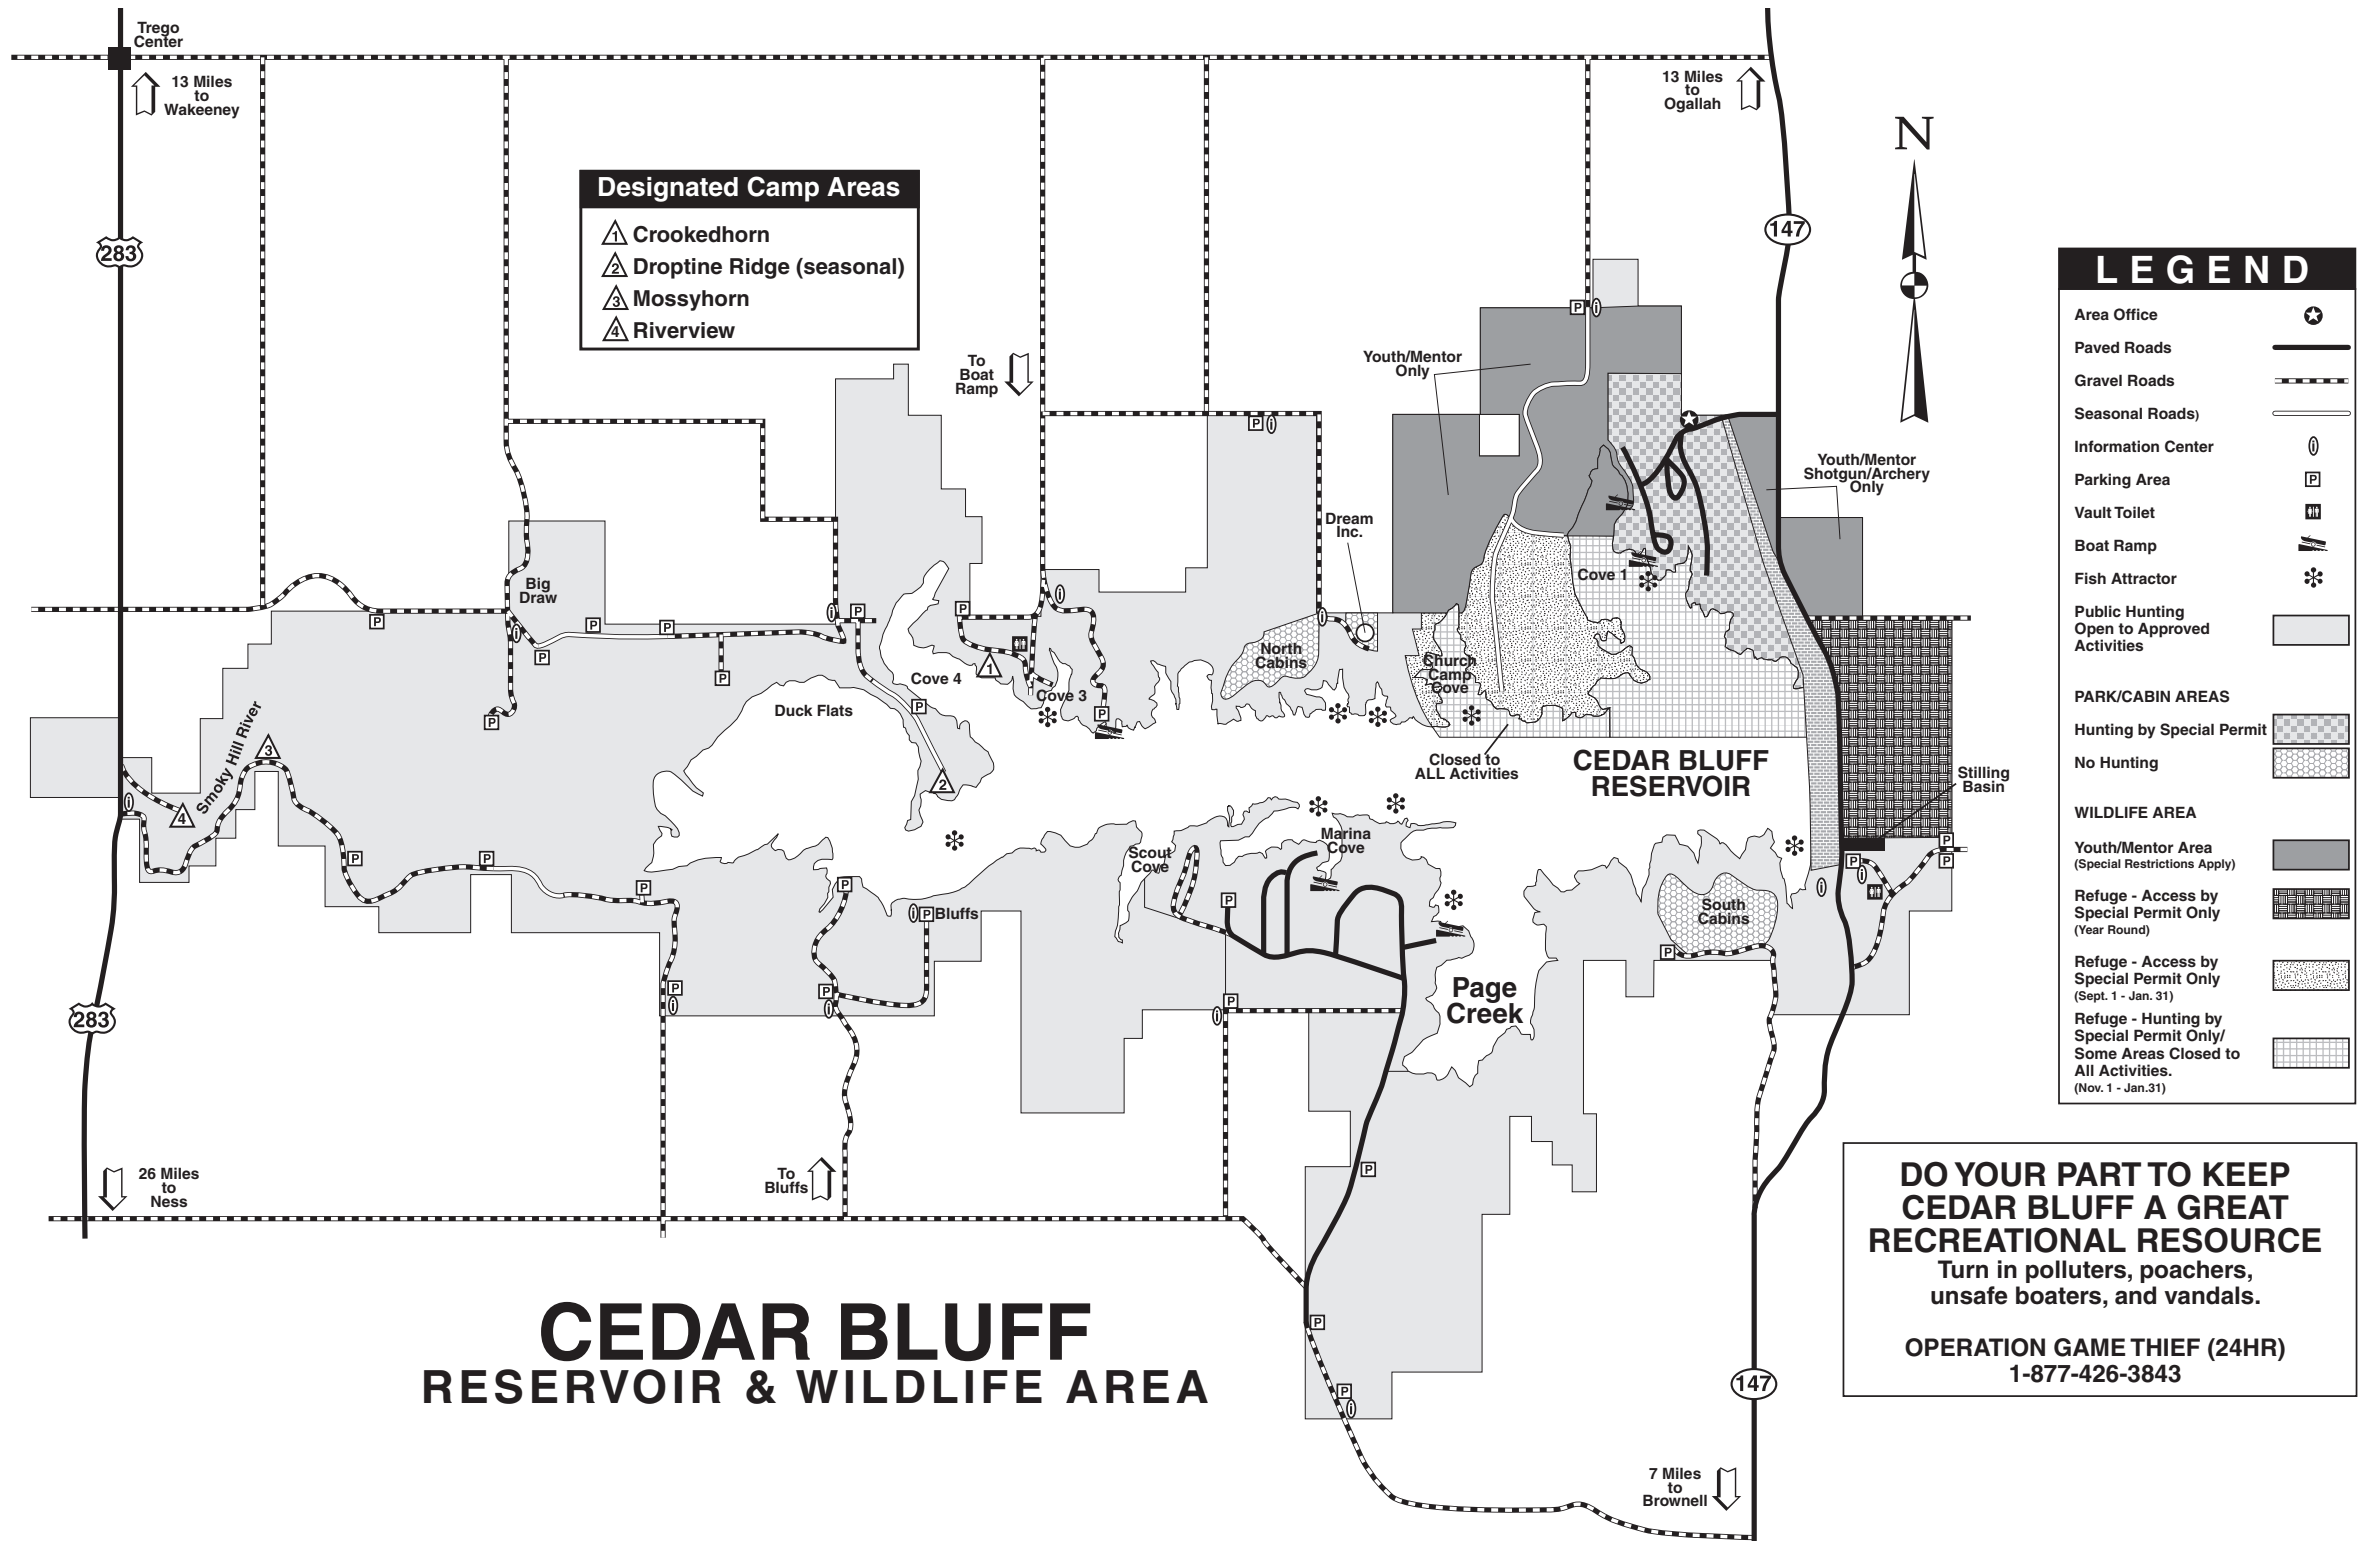 Trego
Center
13 Miles
to
Wakeeney
13 Miles
to
Ogallah
N
283
147
Designated Camp Areas
1 Crookedhorn
2 Droptine Ridge (seasonal)
3 Mossyhorn
4 Riverview
To
Boat
Ramp
Youth/Mentor
Only
Youth/Mentor
Shotgun/Archery
Only
Dream
Inc.
Big
Draw
Cove 1
North
Cabins
Church
Camp
Cove
Cove 4
Cove 3
1
Duck Flats
Smoky Hill River
3
2
4
Closed to
ALL Activities
CEDAR BLUFF
RESERVOIR
Stilling
Basin
Marina
Cove
Scout
Cove
Bluffs
South
Cabins
Page
Creek
283
26 Miles
to
Ness
To
Bluffs
147
7 Miles
to
Brownell
CEDAR BLUFF
RESERVOIR & WILDLIFE AREA
LEGEND
Area Office
Paved Roads
Gravel Roads
Seasonal Roads)
Information Center
i
Parking Area
P
Vault Toilet
Boat Ramp
Fish Attractor
Public Hunting
Open to Approved
Activities
PARK/CABIN AREAS
Hunting by Special Permit
No Hunting
WILDLIFE AREA
Youth/Mentor Area
(Special Restrictions Apply)
Refuge - Access by
Special Permit Only
(Year Round)
Refuge - Access by
Special Permit Only
(Sept. 1 - Jan. 31)
Refuge - Hunting by
Special Permit Only/
Some Areas Closed to
All Activities.
(Nov. 1 - Jan.31)
DO YOUR PART TO KEEP
CEDAR BLUFF A GREAT
RECREATIONAL RESOURCE
Turn in polluters, poachers,
unsafe boaters, and vandals.
OPERATION GAME THIEF (24HR)
1-877-426-3843